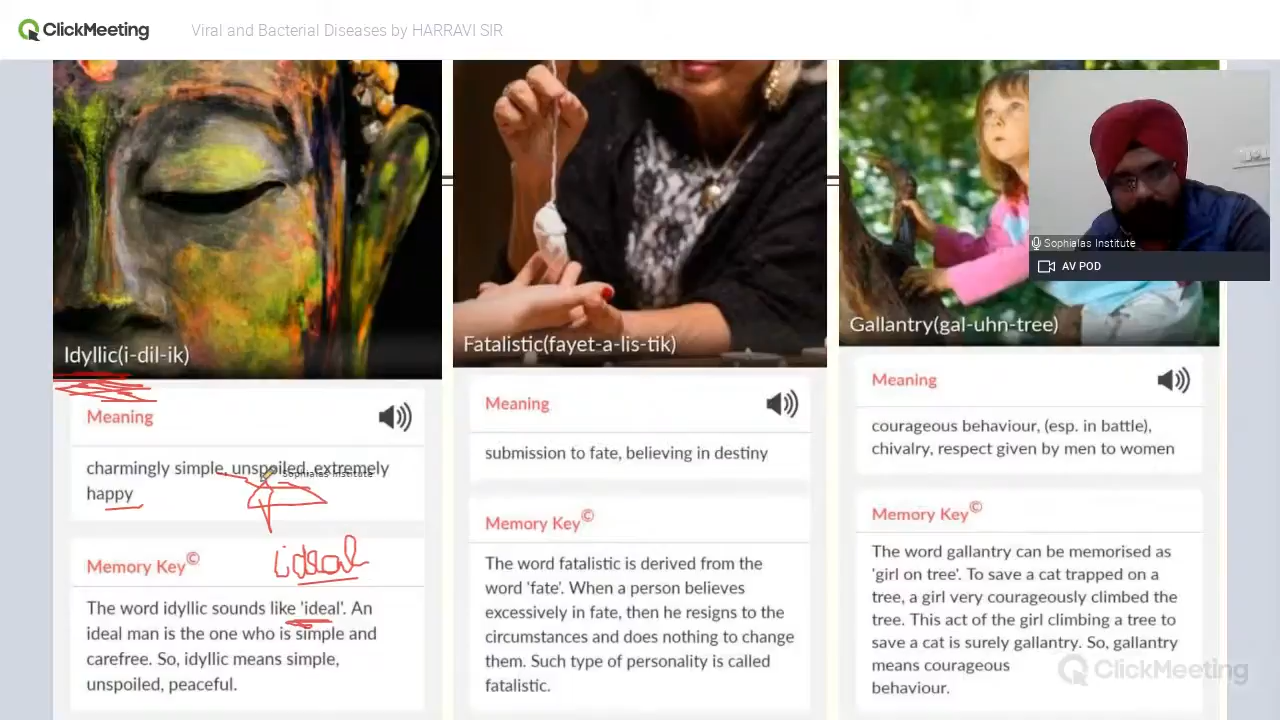 ClickMeeting
Viral and Bacterial Diseases by HARRAVI SIR
Idyllic(i-dil-ik)
Meaning
charmingly simple, unspoiled, extremely
happy
Sophialas Institute
ideal
Memory Key©
The word idyllic sounds like 'ideal'. An
ideal man is the one who is simple and
carefree. So, idyllic means simple,
unspoiled, peaceful.
Fatalistic(fayet-a-lis-tik)
Meaning
submission to fate, believing in destiny
Memory Key©
The word fatalistic is derived from the
word 'fate'. When a person believes
excessively in fate, then he resigns to the
circumstances and does nothing to change
them. Such type of personality is called
fatalistic.
Sophialas Institute
AV POD
Gallantry(gal-uhn-tree)
Meaning
courageous behaviour, (esp. in battle),
chivalry, respect given by men to women
Memory Key©
The word gallantry can be memorised as
'girl on tree'. To save a cat trapped on a
tree, a girl very courageously climbed the
tree. This act of the girl climbing a tree to
save a cat is surely gallantry. So, gallantry
means courageous
behaviour.
ClickMeeting